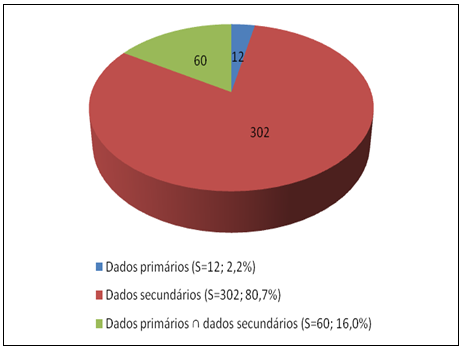 60
12
302
Dados primários (S=12; 2,2%)
Dados secundários (S=302; 80,7%)
Dados primários ∩ dados secundários (S=60; 16,0%)